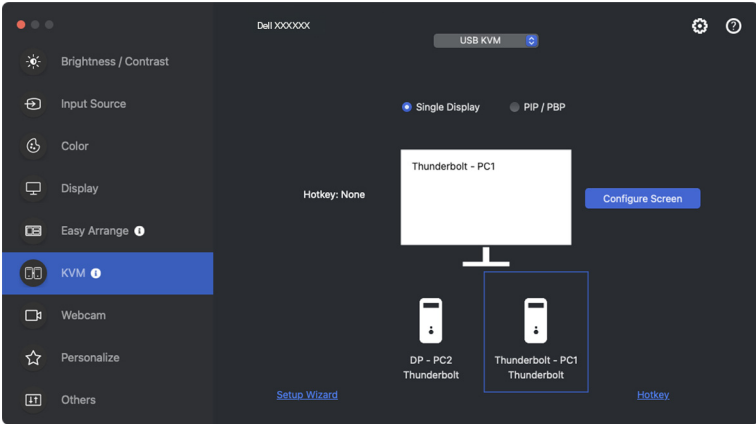 Dell XXXXXX
USB KVM
Brightness / Contrast
Input Source
Color
Display
Easy Arrange
KVM
Webcam
Personalize
Others
Single Display
PIP / PBP
Hotkey: None
Thunderbolt - PC1
Configure Screen
DP - PC2
Thunderbolt
Thunderbolt - PC1
Thunderbolt
Setup Wizard
Hotkey